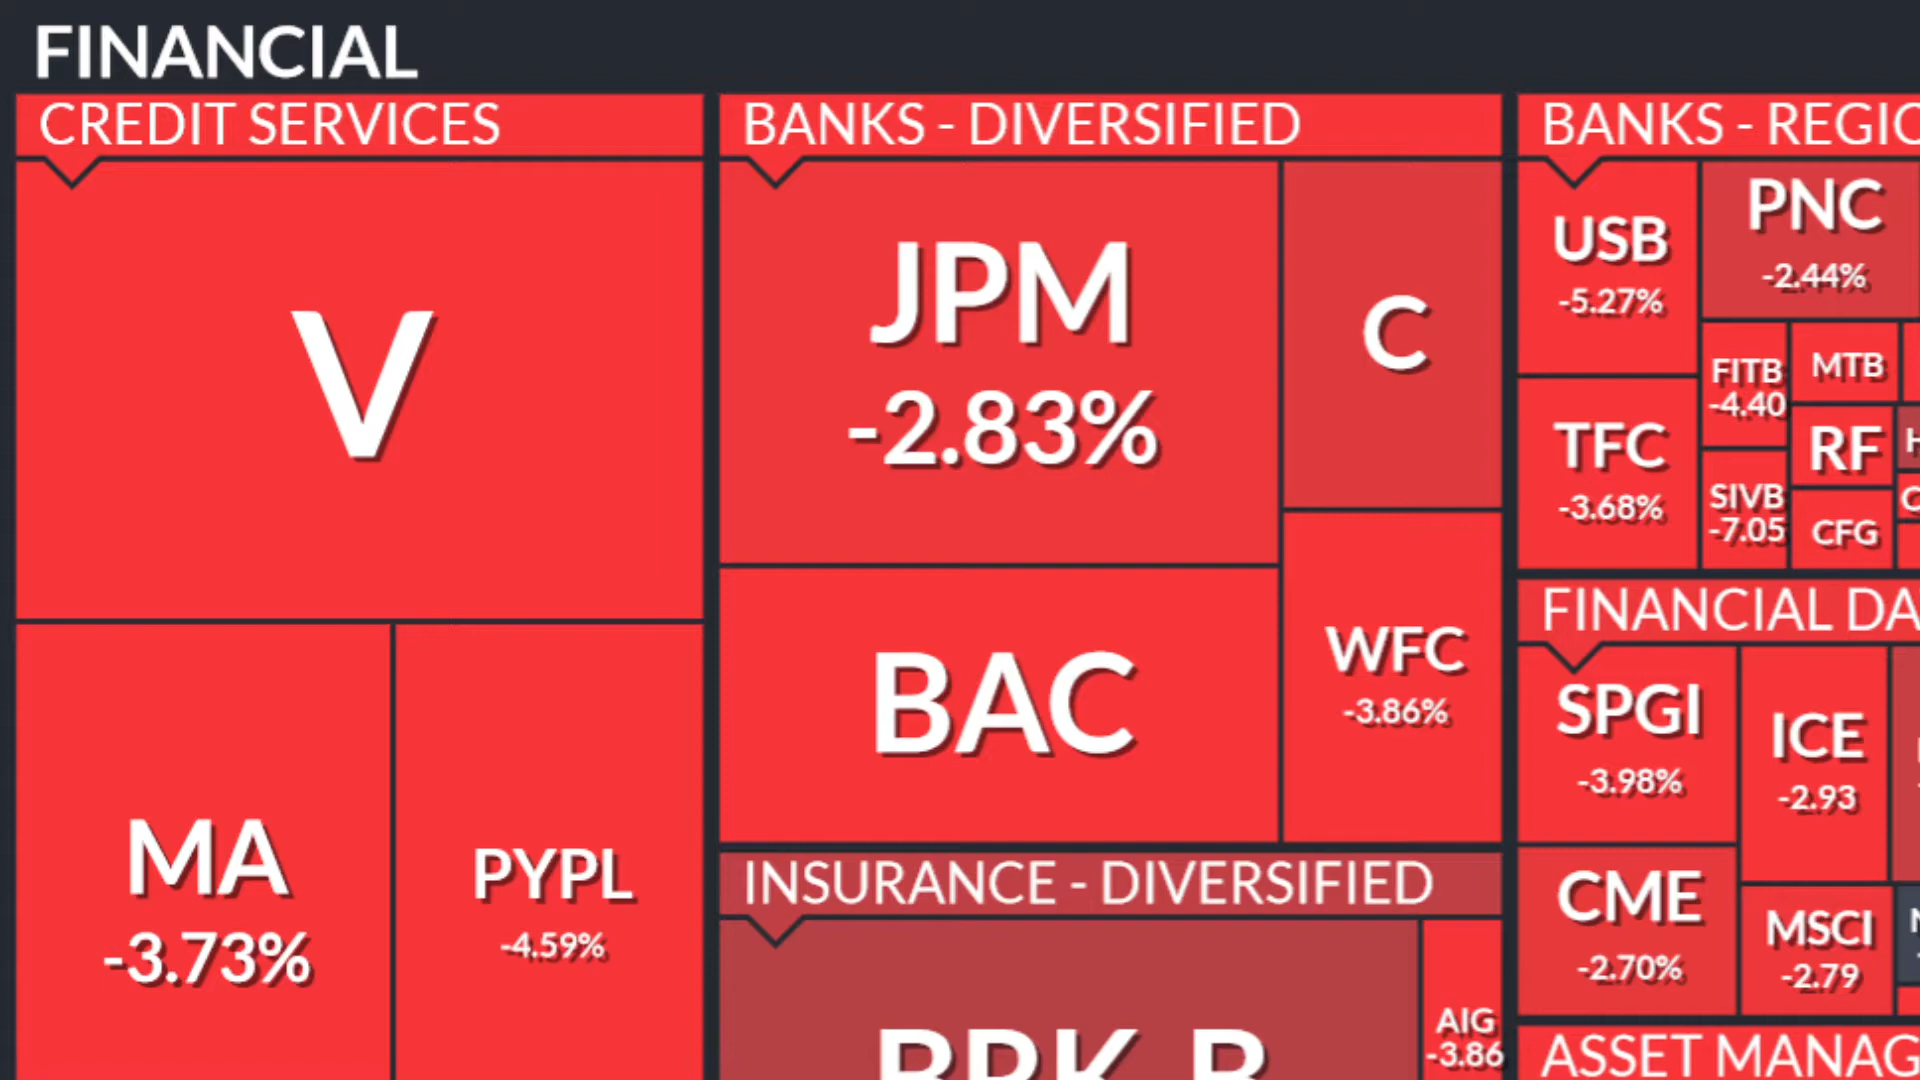 FINANCIAL
CREDIT SERVICES
V
MA
-3.73%
PYPL
-4.59%
BANKS - DIVERSIFIED
JPM
-2.83%
C
BAC
WFC
-3.86%
INSURANCE - DIVERSIFIED
BRK-B
AIG
-3.86
BANKS - REGIO
USB
-5.27%
PNC
-2.44%
TFC
-3.68%
FITB
-4.40
MTB
RF
SIVB
-7.05
CFG
FINANCIAL DA
SPGI
-3.98%
ICE
-2.93
CME
-2.70%
MSCI
-2.79
ASSET MANAG